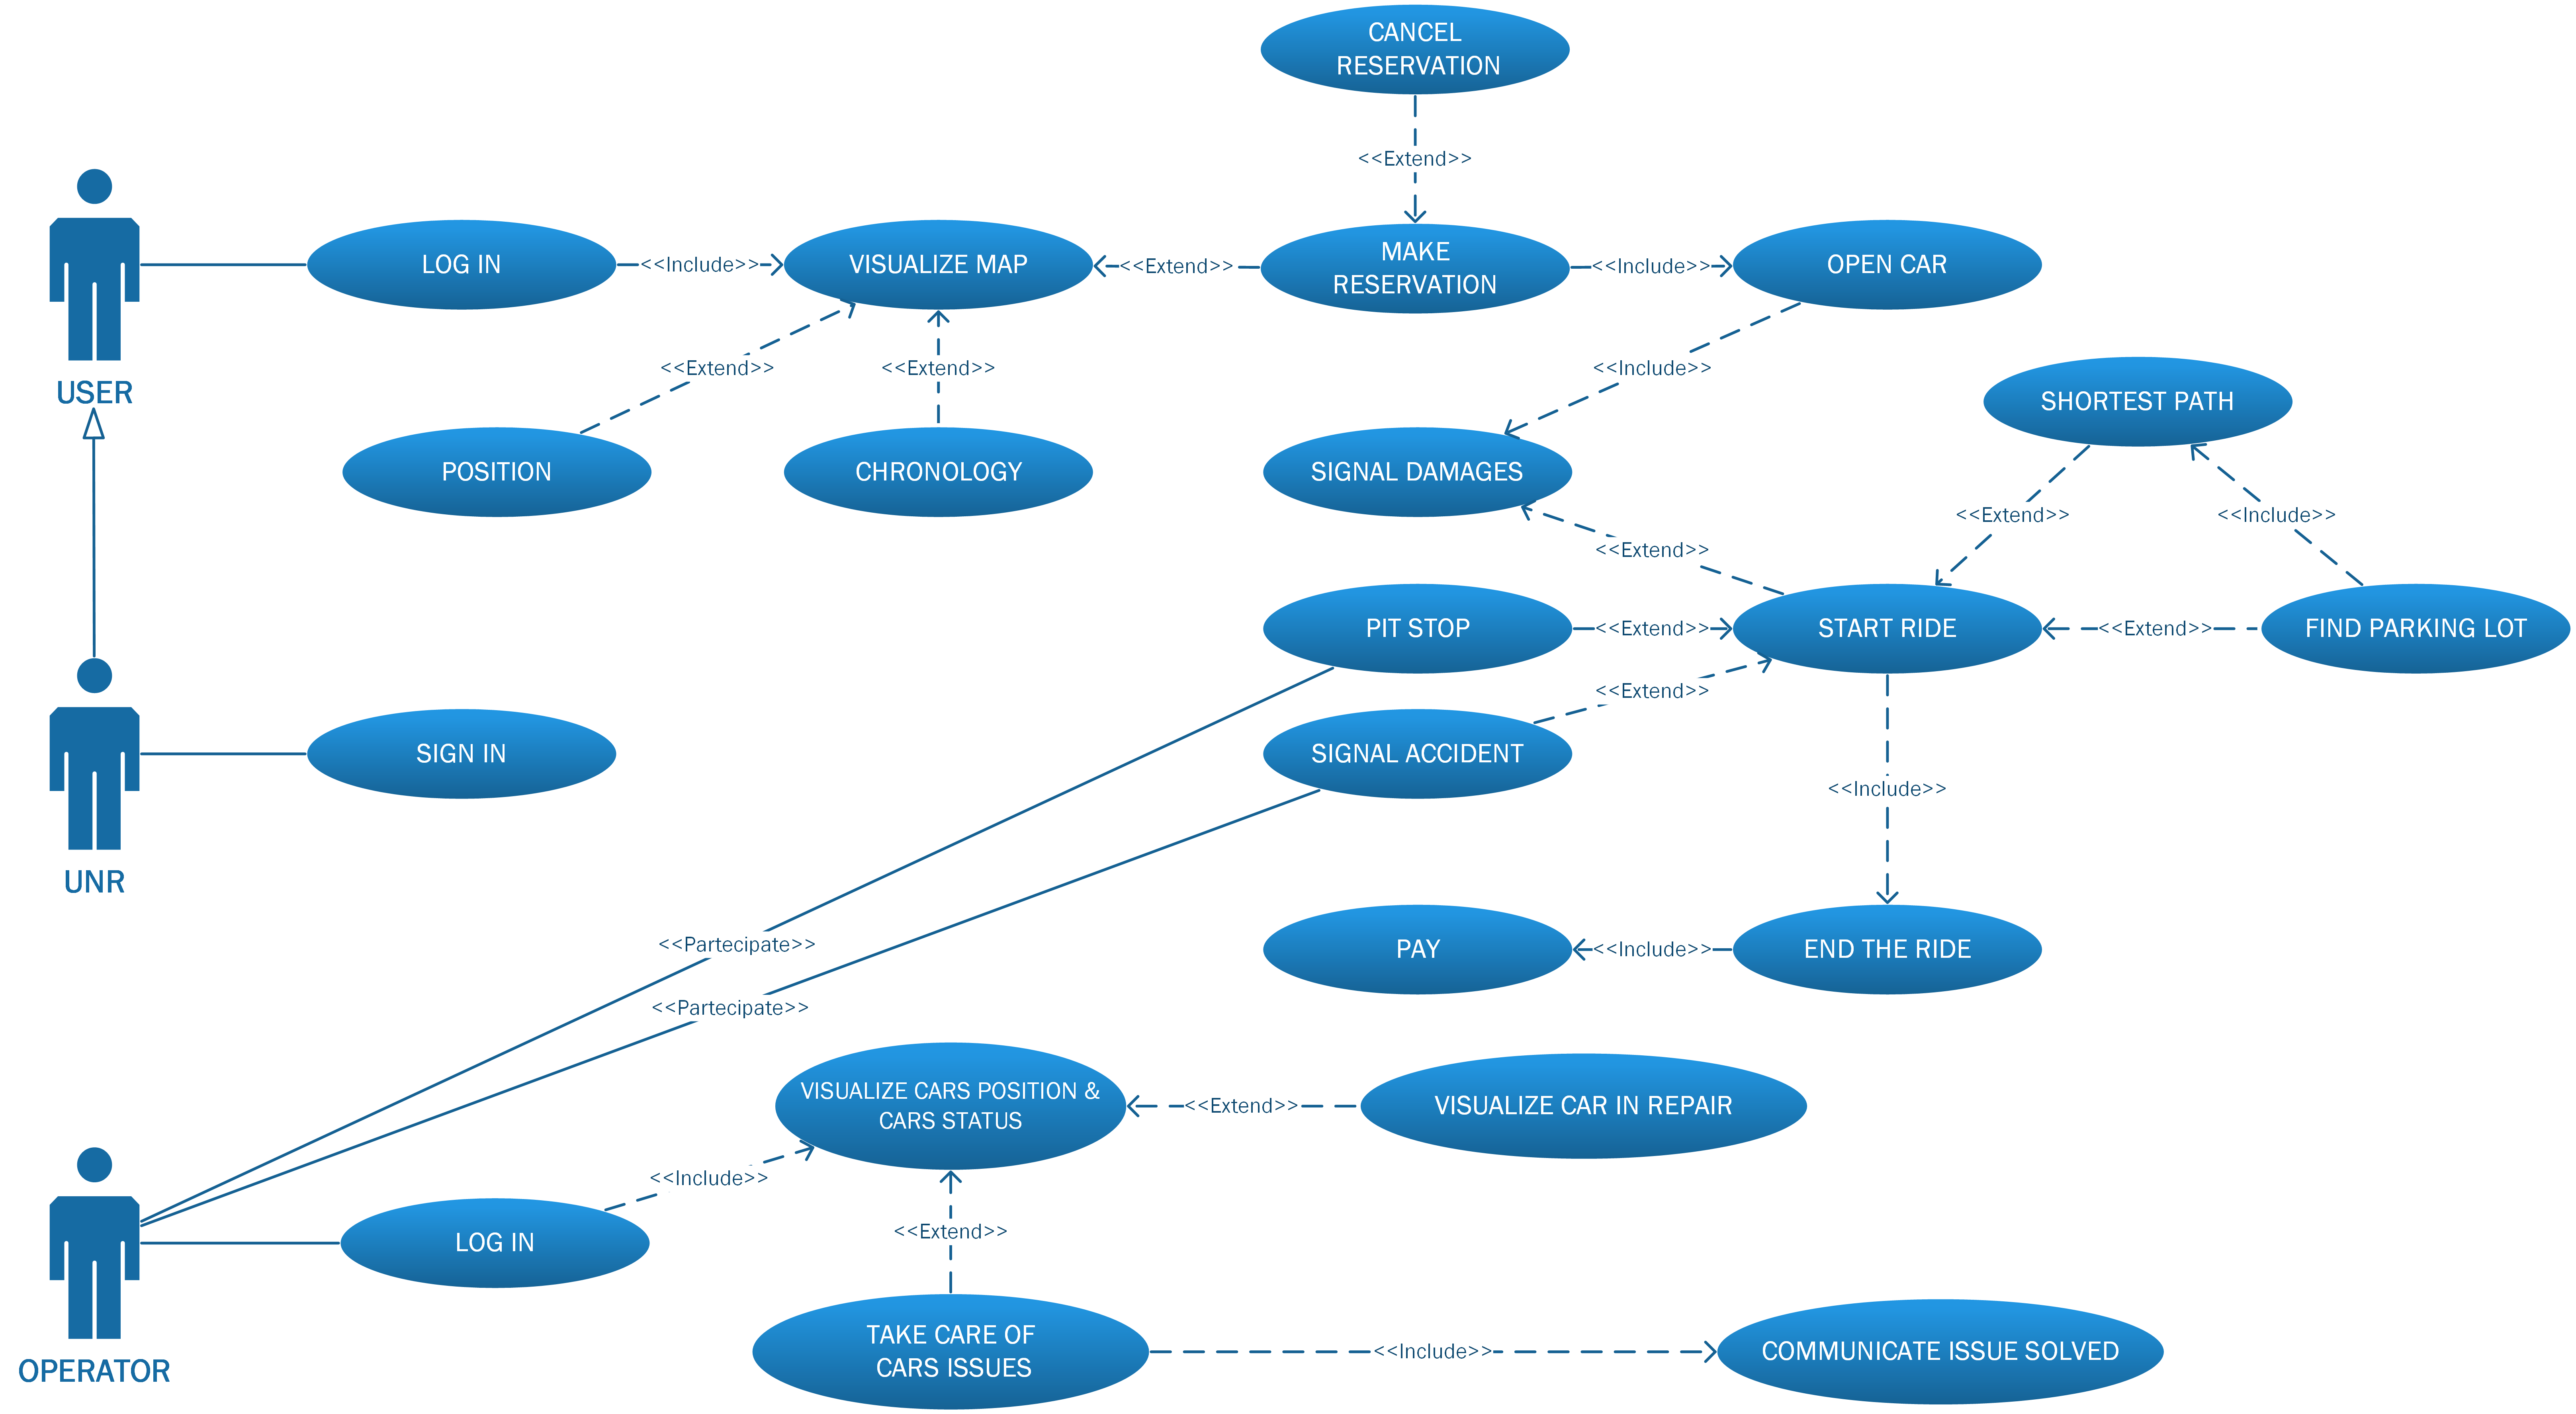 CANCEL
RESERVATION
<<Extend>>
USER
LOG IN
<<Include>>
VISUALIZE MAP
<<Extend>>
MAKE
RESERVATION
<<Include>>
OPEN CAR
<<Extend>>
<<Extend>>
<<Include>>
POSITION
CHRONOLOGY
SIGNAL DAMAGES
SHORTEST PATH
<<Extend>>
<<Extend>>
<<Include>>
PIT STOP
<<Extend>>
START RIDE
<<Extend>>
FIND PARKING LOT
<<Extend>>
UNR
SIGN IN
SIGNAL ACCIDENT
<<Include>>
<<Partecipate>>
PAY
<<Include>>
END THE RIDE
<<Partecipate>>
VISUALIZE CARS POSITION &
CARS STATUS
<<Extend>>
VISUALIZE CAR IN REPAIR
<<Include>>
<<Extend>>
OPERATOR
LOG IN
TAKE CARE OF
CARS ISSUES
<<Include>>
COMMUNICATE ISSUE SOLVED